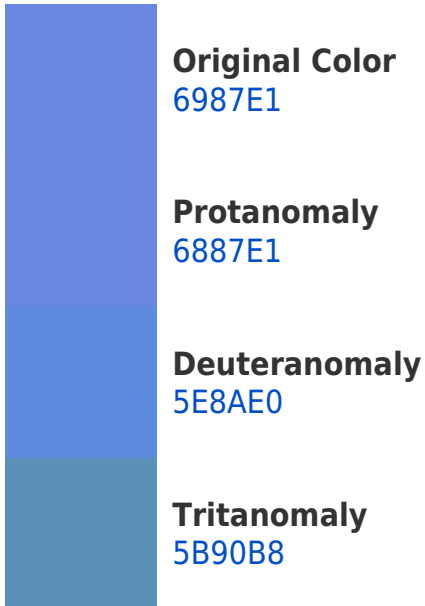 Original Color
6987E1
Protanomaly
6887E1
Deuteranomaly
5E8AE0
Tritanomaly
5B90B8